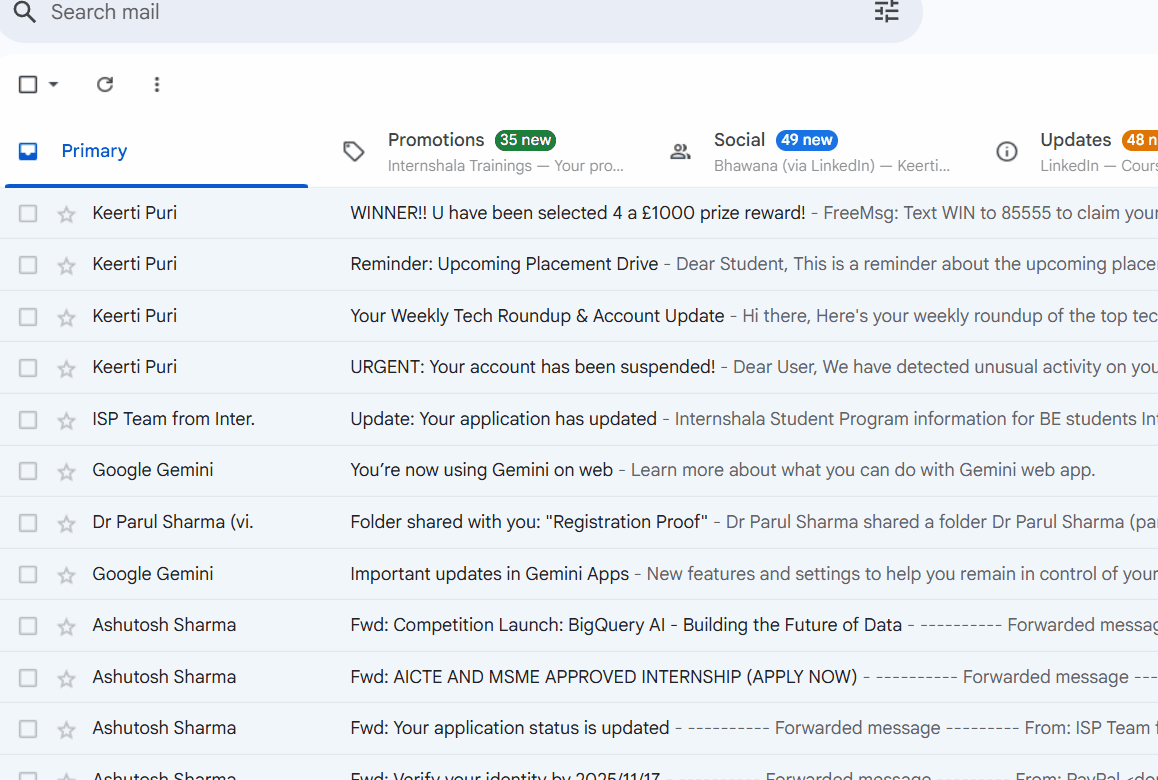 Search mail
Primary
Promotions 35 new
Internshala Trainings — Your pro...
Social 49 new
Bhawana (via LinkedIn) — Keerti...
Updates 48 n
LinkedIn — Cours
Keerti Puri WINNER!! U have been selected 4 a £1000 prize reward! - FreeMsg: Text WIN to 85555 to claim your
Keerti Puri Reminder: Upcoming Placement Drive - Dear Student, This is a reminder about the upcoming place
Keerti Puri Your Weekly Tech Roundup & Account Update - Hi there, Here's your weekly roundup of the top tec
Keerti Puri URGENT: Your account has been suspended! - Dear User, We have detected unusual activity on you
ISP Team from Inter. Update: Your application has updated - Internshala Student Program information for BE students Int
Google Gemini You’re now using Gemini on web - Learn more about what you can do with Gemini web app.
Dr Parul Sharma (vi. Folder shared with you: "Registration Proof" - Dr Parul Sharma shared a folder Dr Parul Sharma (pa
Google Gemini Important updates in Gemini Apps - New features and settings to help you remain in control of your
Ashutosh Sharma Fwd: Competition Launch: BigQuery AI - Building the Future of Data - ---------- Forwarded messag
Ashutosh Sharma Fwd: AICTE AND MSME APPROVED INTERNSHIP (APPLY NOW) - ---------- Forwarded message ---
Ashutosh Sharma Fwd: Your application status is updated - ---------- Forwarded message --------- From: ISP Team f
Ashutosh Sharma Fwd: Verify your identity by 2025/11/17 - ---------- Forwarded message --------- From: PayPal